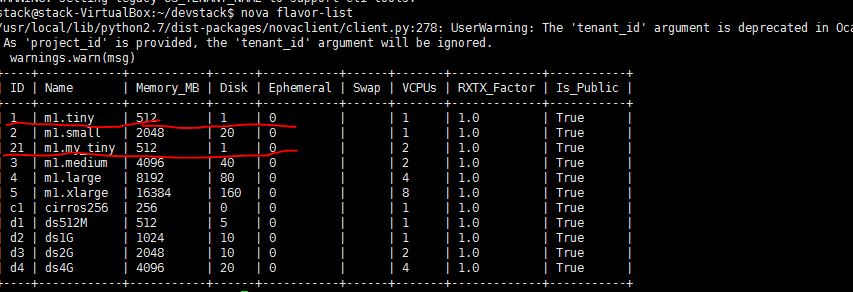 stack@stack-VirtualBox:~/devstack$ nova flavor-list
/usr/local/lib/python2.7/dist-packages/novaclient/client.py:278: UserWarning: The 'tenant_id' argument is deprecated in Oca
As 'project_id' is provided, the 'tenant_id' argument will be ignored.
warnings.warn(msg)
+----+-----------+-----------+------+-----------+------+-------+-------------+-----------+
| ID | Name | Memory_MB | Disk | Ephemeral | Swap | VCPUs | RXTX_Factor | Is_Public |
+----+-----------+-----------+------+-----------+------+-------+-------------+-----------+
| 1 | m1.tiny | 512 | 1 | 0 | | 1 | 1.0 | True |
| 2 | m1.small | 2048 | 20 | 0 | | 1 | 1.0 | True |
| 21 | m1.my_tiny | 512 | 1 | 0 | | 2 | 1.0 | True |
| 3 | m1.medium | 4096 | 40 | 0 | | 2 | 1.0 | True |
| 4 | m1.large | 8192 | 80 | 0 | | 4 | 1.0 | True |
| 5 | m1.xlarge | 16384 | 160 | 0 | | 8 | 1.0 | True |
| c1 | cirros256 | 256 | 0 | 0 | | 1 | 1.0 | True |
| d1 | ds512M | 512 | 5 | 0 | | 1 | 1.0 | True |
| d2 | ds1G | 1024 | 10 | 0 | | 1 | 1.0 | True |
| d3 | ds2G | 2048 | 10 | 0 | | 2 | 1.0 | True |
| d4 | ds4G | 4096 | 20 | 0 | | 4 | 1.0 | True |
+----+-----------+-----------+------+-----------+------+-------+-------------+-----------+